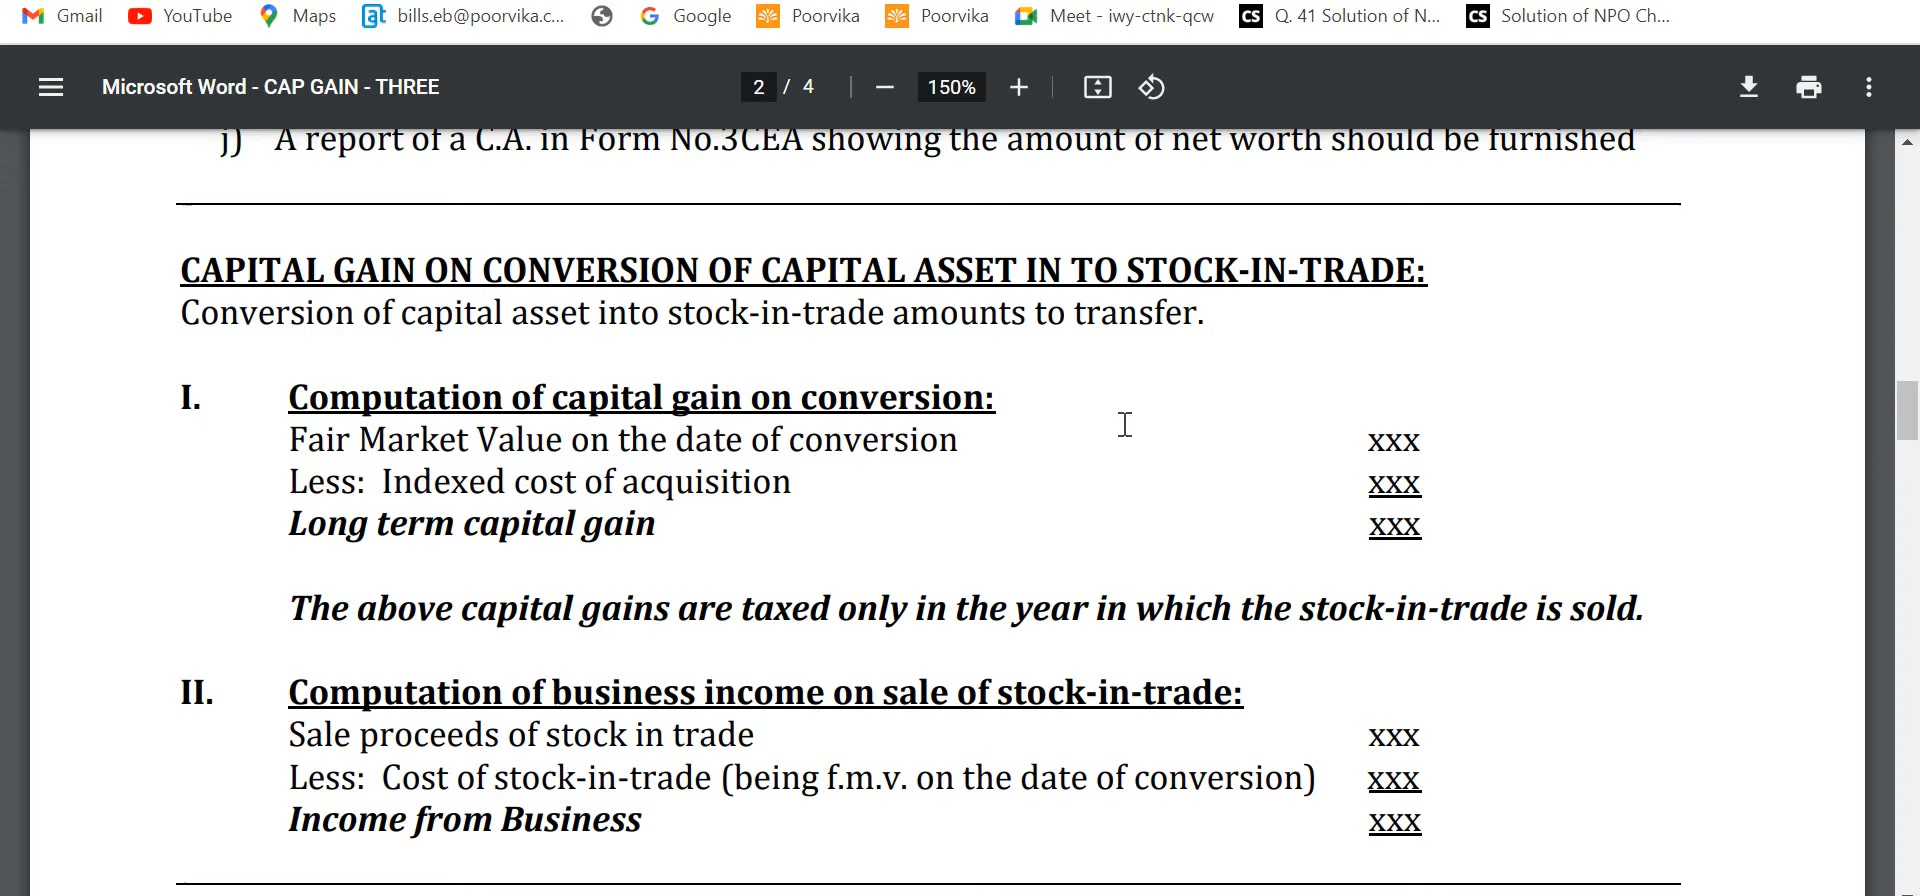 Gmail YouTube Maps bills.eb@poorvika.c... Google Poorvika Poorvika Meet - iwy-ctnk-qcw CS Q. 41 Solution of N... CS Solution of NPO Ch...
Microsoft Word - CAP GAIN - THREE 2 / 4 150%
j) A report of a C.A. in Form No.3CEA showing the amount of net worth should be furnished
CAPITAL GAIN ON CONVERSION OF CAPITAL ASSET IN TO STOCK-IN-TRADE:
Conversion of capital asset into stock-in-trade amounts to transfer.
I. Computation of capital gain on conversion:
Fair Market Value on the date of conversion xxx
Less: Indexed cost of acquisition xxx
Long term capital gain xxx
The above capital gains are taxed only in the year in which the stock-in-trade is sold.
II. Computation of business income on sale of stock-in-trade:
Sale proceeds of stock in trade xxx
Less: Cost of stock-in-trade (being f.m.v. on the date of conversion) xxx
Income from Business xxx